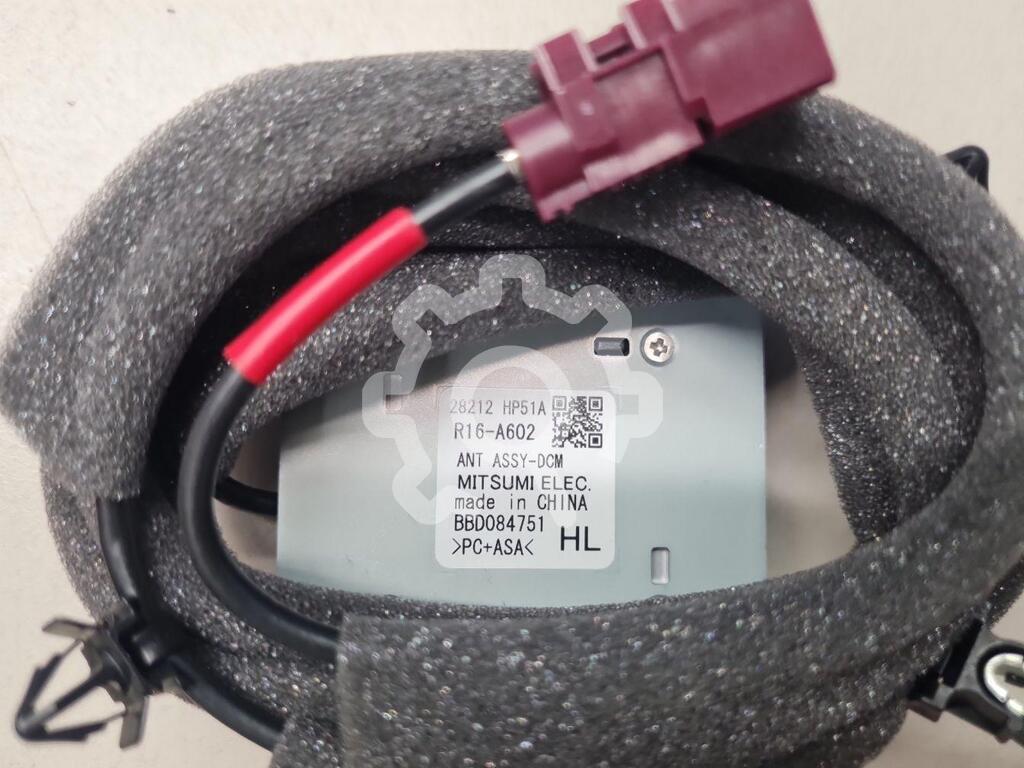 28212 HP51A
R16-A602
ANT ASSY-DCM
MITSUMI ELEC.
made in CHINA
BBD084751
>PC+ASA< HL